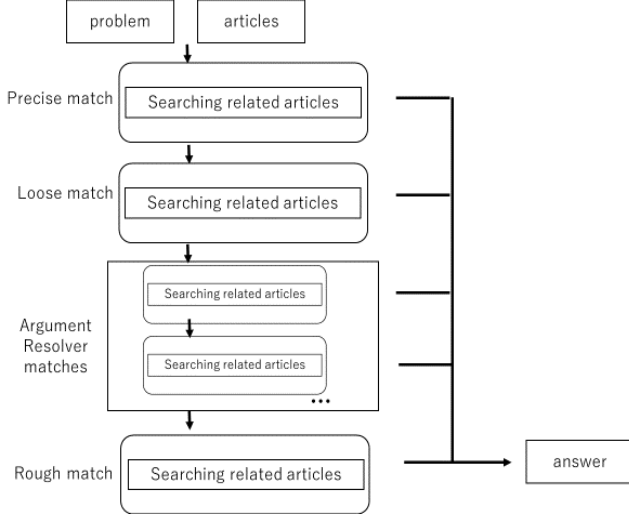 problem
articles
Precise match
Searching related articles
Loose match
Searching related articles
Argument
Resolver
matches
Searching related articles
Searching related articles
...
Rough match
Searching related articles
answer